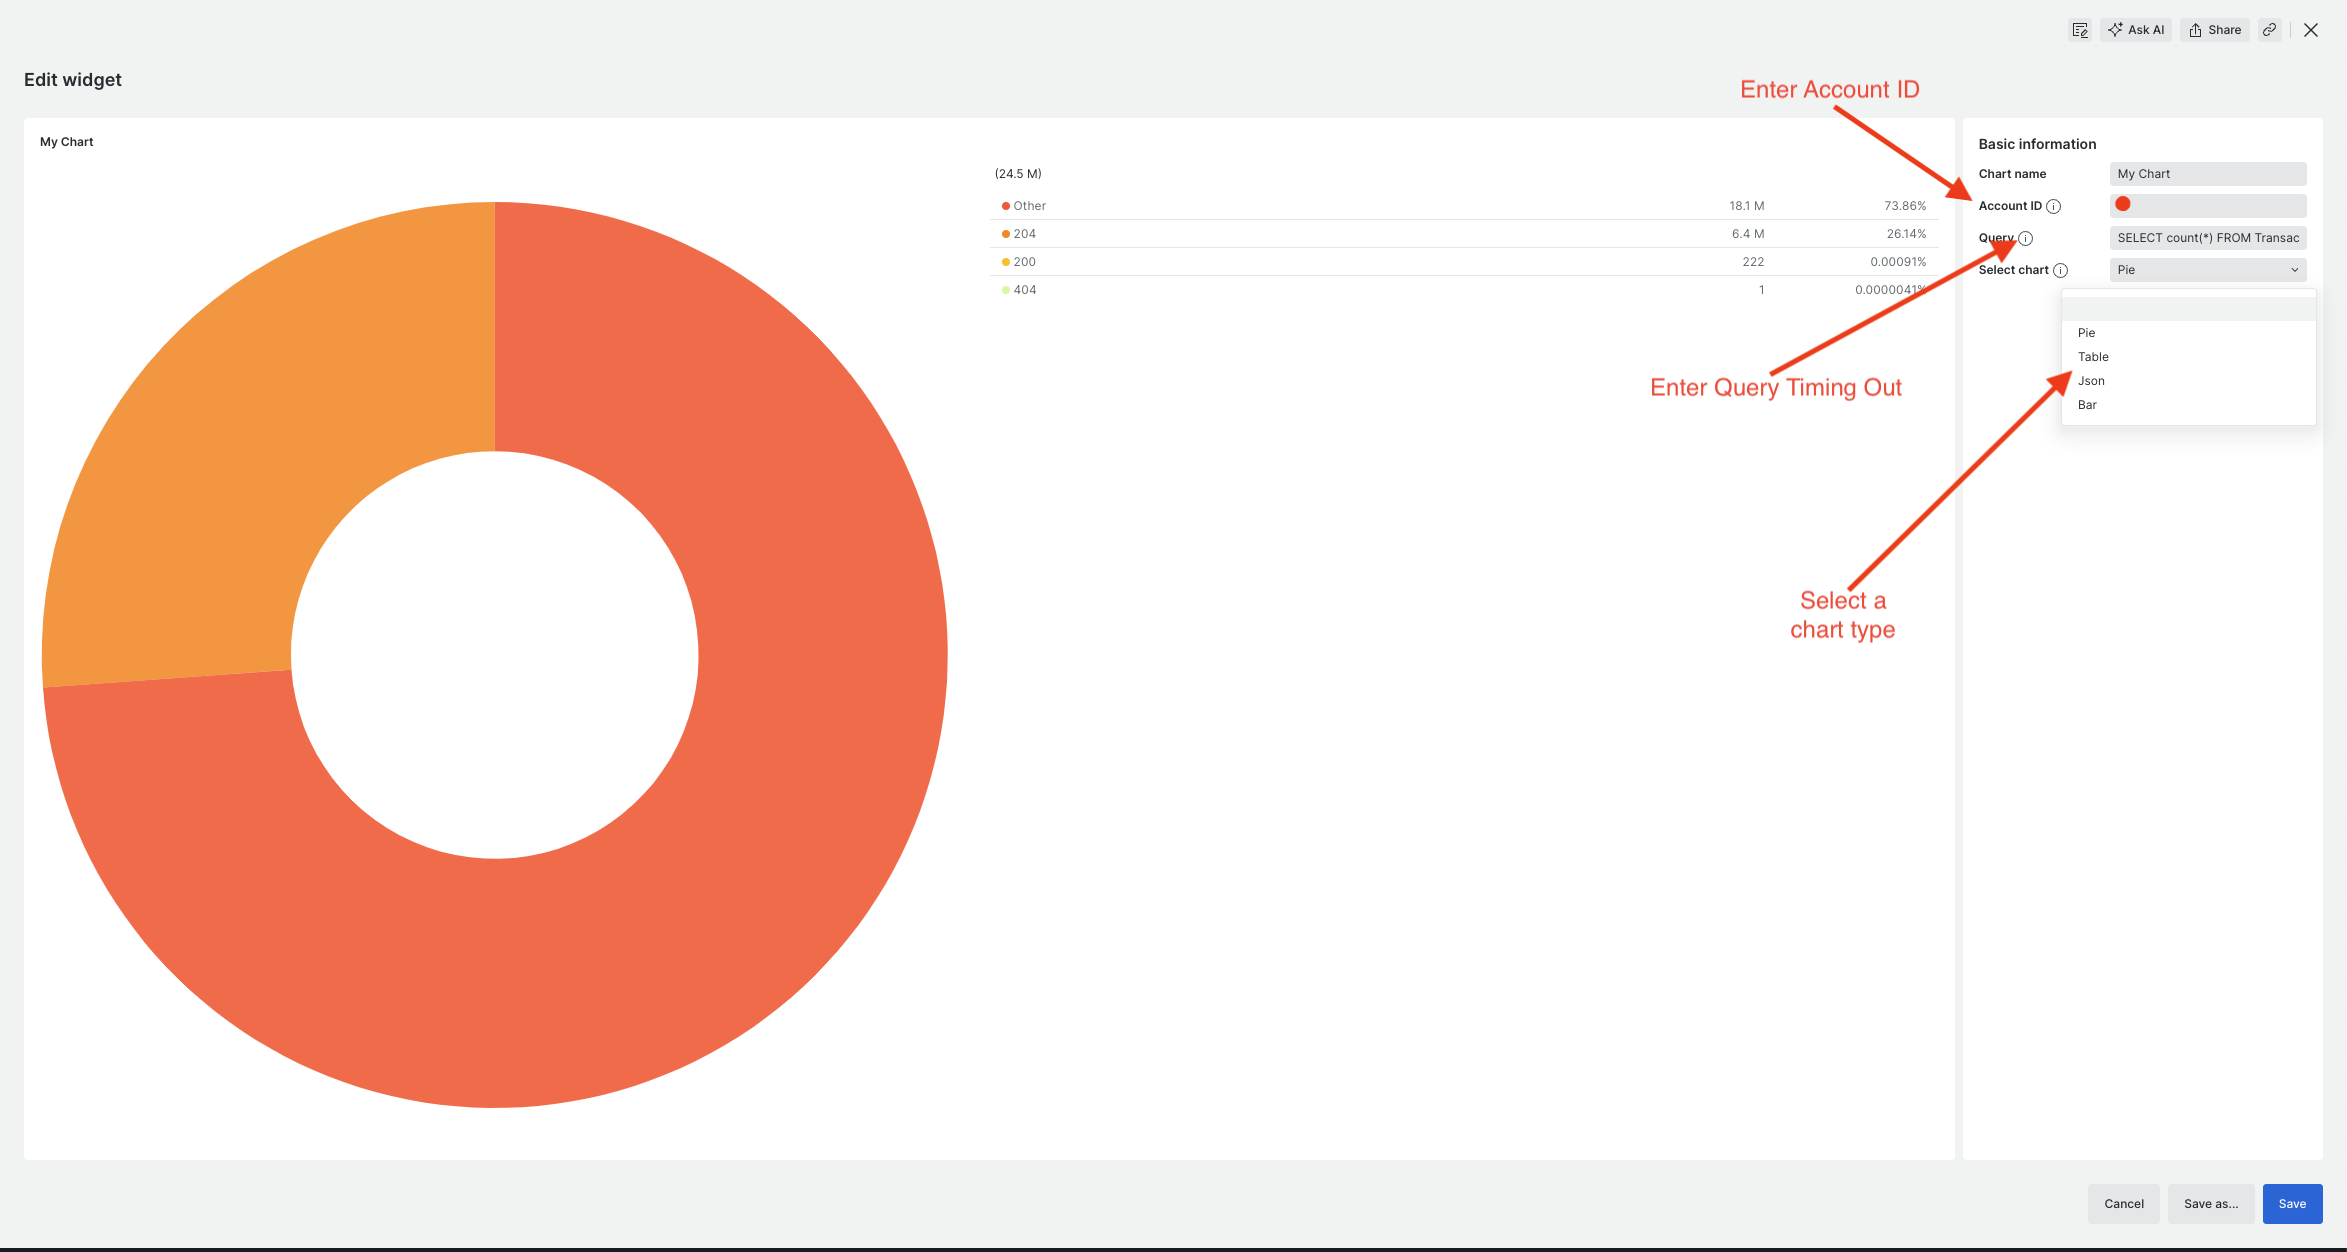 Ask AI
Share
Edit widget
Enter Account ID
My Chart
(24.5 M)
Other 18.1 M 73.86%
204 6.4 M 26.14%
200 222 0.00091%
404 1 0.0000041%
Basic information
Chart name My Chart
Account ID
Query SELECT count(*) FROM Transac
Select chart Pie
Pie
Table
Json
Bar
Enter Query Timing Out
Select a
chart type
Cancel
Save as...
Save